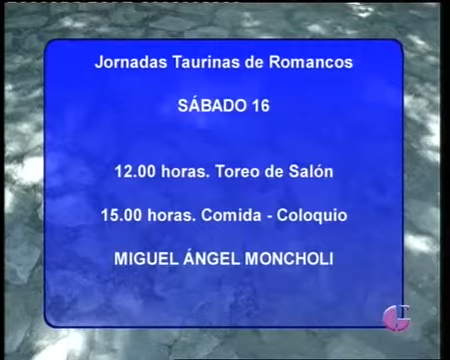 Jornadas Taurinas de Romancos
SÁBADO 16
12.00 horas. Toreo de Salón
15.00 horas. Comida - Coloquio
MIGUEL ÁNGEL MONCHOLI